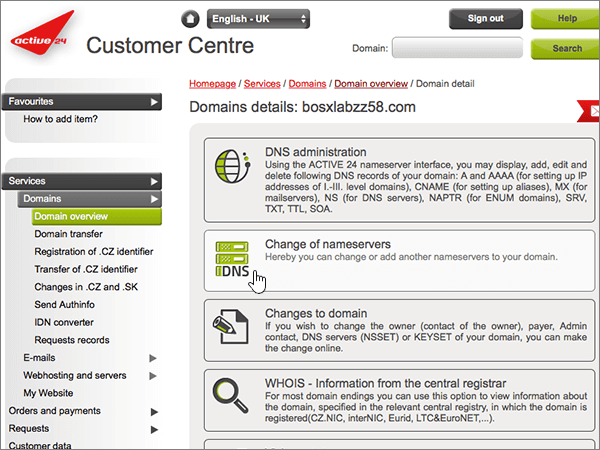 active 24
English - UK
Sign out
Help
Customer Centre
Domain:
Search
Homepage / Services / Domains / Domain overview / Domain detail
Domains details: bosxlabzz58.com
Favourites
How to add item?
Services
Domains
Domain overview
Domain transfer
Registration of .CZ identifier
Transfer of .CZ identifier
Changes in .CZ and .SK
Send Authinfo
IDN converter
Requests records
E-mails
Webhosting and servers
My Website
Orders and payments
Requests
Customer data
DNS administration
Using the ACTIVE 24 nameserver interface, you may display, add, edit and
delete following DNS records of your domain: A and AAAA (for setting up IP
addresses of I.-III. level domains), CNAME (for setting up aliases), MX (for
mailservers), NS (for DNS servers), NAPTR (for ENUM domains), SRV,
TXT, TTL, SOA.
DNS
Change of nameservers
Hereby you can change or add another nameservers to your domain.
Changes to domain
If you wish to change the owner (contact of the owner), payer, Admin
contact, DNS servers (NSSET) or KEYSET of your domain, you can make
the change online.
WHOIS - Information from the central registrar
For most domain endings you can use this option to view information about
the domain, specified in the relevant central registry, in which the domain is
registered(CZ.NIC, interNIC, Eurid, LTC&EuroNET,...).